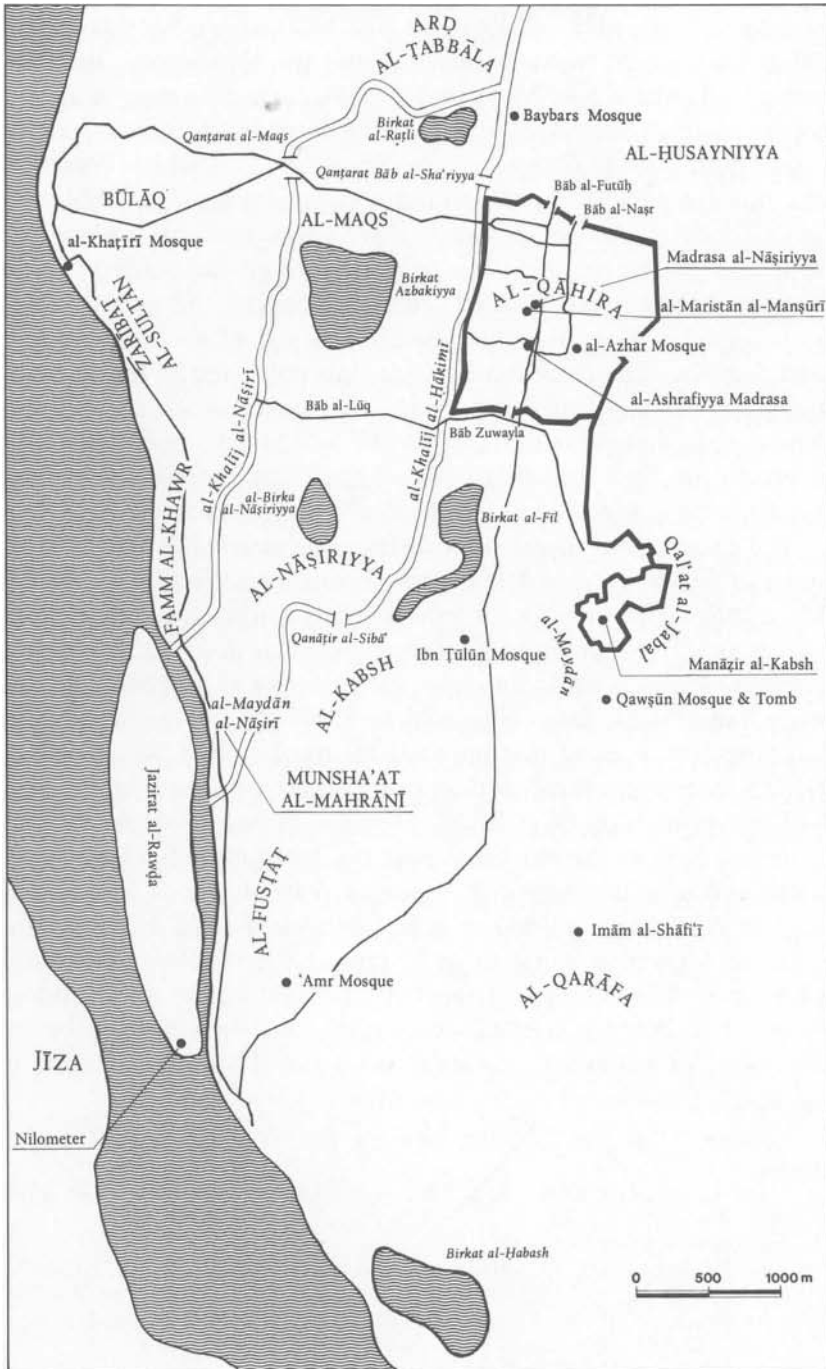 ARḌ
AL-ṬABBĀLA
Birkat
al-Raṭli
Baybars Mosque
Qanṭarat al-Maqs
AL-ḤUSAYNIYYA
Qanṭarat Bāb al-Sha'riyya
Bāb al-Futūḥ
BŪLĀQ
Bāb al-Naṣr
AL-MAQS
al-Khaṭīrī Mosque
Madrasa al-Nāṣiriyya
Birkat
Azbakiyya
AL-QĀHIRA
al-Maristān al-Manṣūrī
ZARĪBAT
AL-SULṬĀN
al-Azhar Mosque
al-Ashrafiyya Madrasa
al-Khalīj al-Nāṣirī
al-Khalīj al-Ḥākimī
Bāb al-Lūq
Bāb Zuwayla
al-Birka
al-Nāṣiriyya
Birkat al-Fīl
FAMM AL-KHAWR
AL-NĀṢIRIYYA
Qal'at al-Jabal
Qanāṭir al-Sibā'
al-Maydān
Ibn Ṭūlūn Mosque
Manāẓir al-Kabsh
AL-KABSH
Qawṣūn Mosque & Tomb
al-Maydān
al-Nāṣirī
Jazirat al-Rawḍa
MUNSHA'AT
AL-MAHRĀNĪ
AL-FUSṬĀṬ
Imām al-Shāfi'ī
'Amr Mosque
AL-QARĀFA
JĪZA
Nilometer
Birkat al-Ḥabash
0 500 1000 m